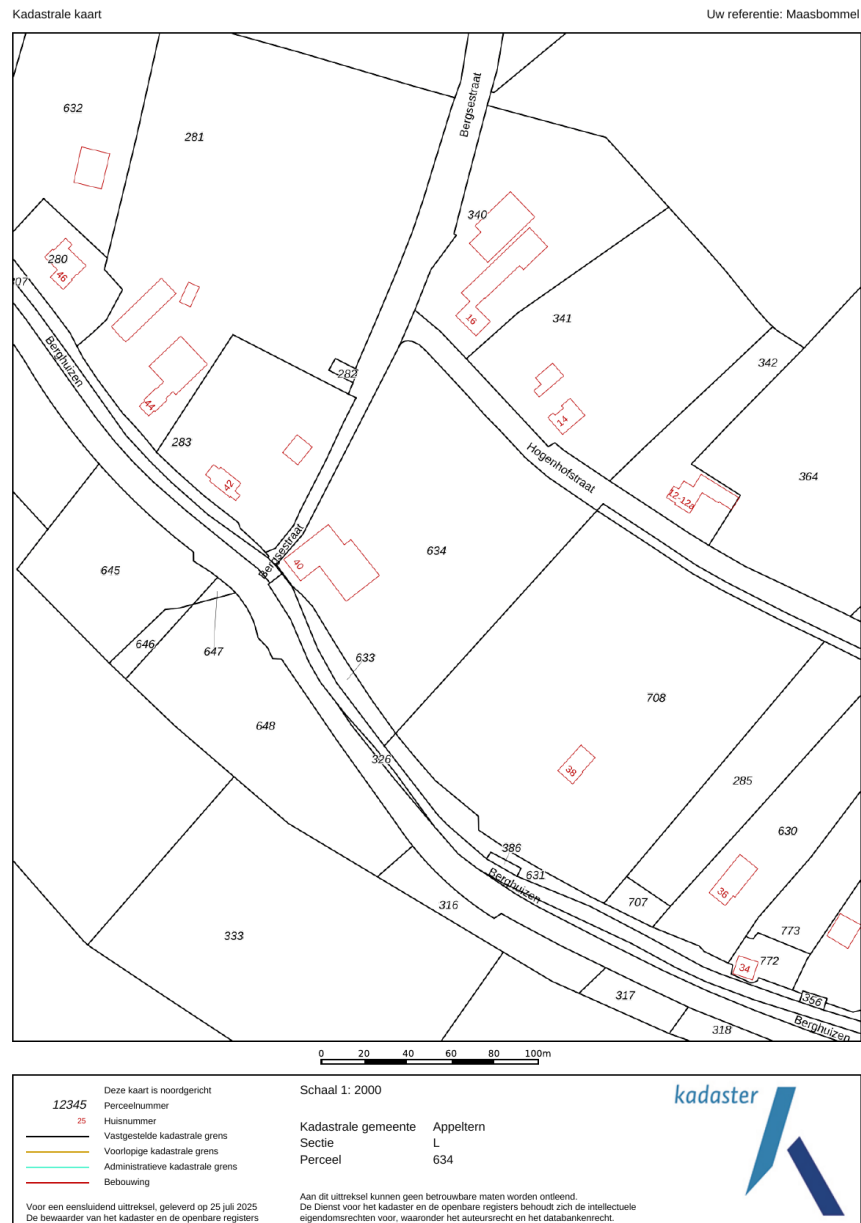 Kadastrale kaart
Uw referentie: Maasbommel
632
281
Bergsestraat
340
280
46
16
341
Berghuizen
282
342
44
14
283
Hogenhofstraat
364
42
12-12a
Bergsestraat
634
40
645
646
647
633
708
648
326
38
285
630
386
631
Berghuizen
36
707
316
333
773
772
34
317
356
318
Berghuizen
0 20 40 60 80 100m
Deze kaart is noordgericht
12345 Perceelnummer
25 Huisnummer
Vastgestelde kadastrale grens
Voorlopige kadastrale grens
Administratieve kadastrale grens
Bebouwing
Voor een eensluidend uittreksel, geleverd op 25 juli 2025
De bewaarder van het kadaster en de openbare registers
Schaal 1: 2000
Kadastrale gemeente Appeltern
Sectie L
Perceel 634
Aan dit uittreksel kunnen geen betrouwbare maten worden ontleend.
De Dienst voor het kadaster en de openbare registers behoudt zich de intellectuele
eigendomsrechten voor, waaronder het auteursrecht en het databankenrecht.
kadaster